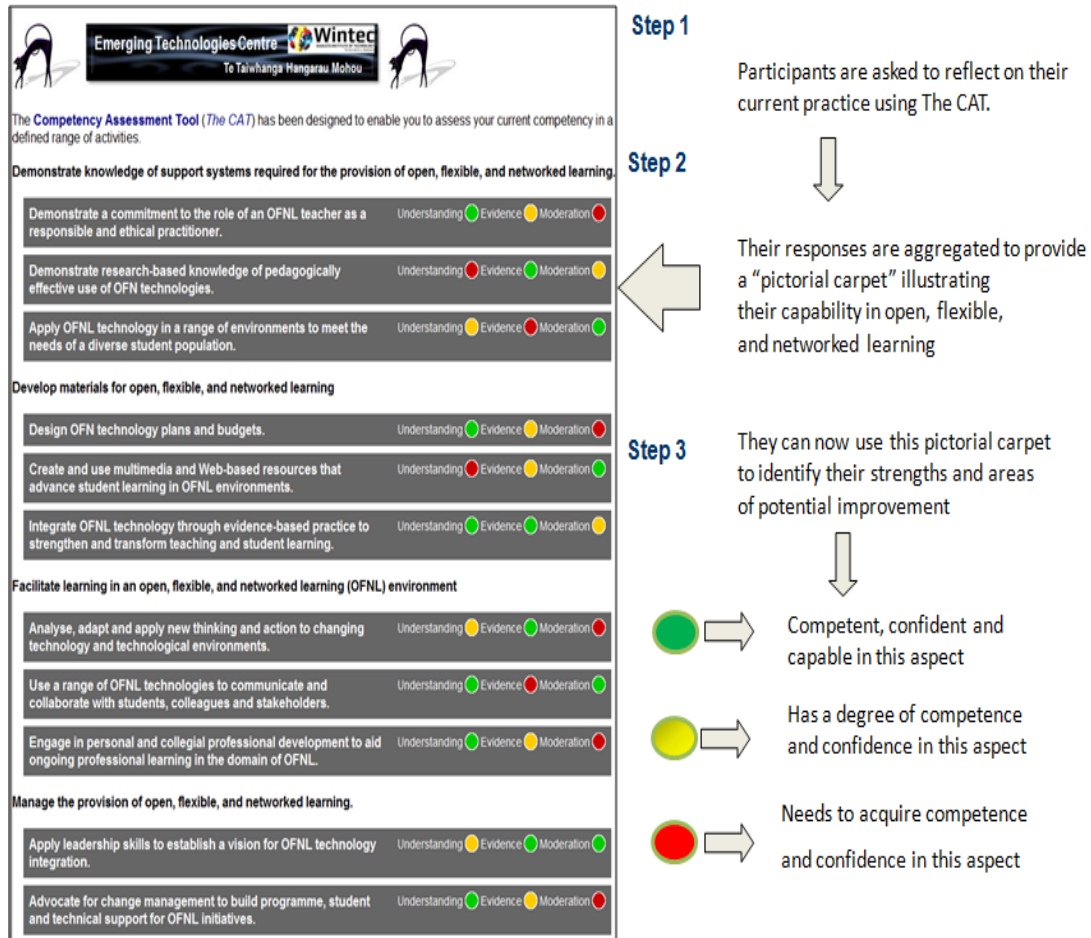 Emerging Technologies Centre
Wintec
Te Taiwhanga Hangarau Mohou
The Competency Assessment Tool (The CAT) has been designed to enable you to assess your current competency in a
defined range of activities.
Demonstrate knowledge of support systems required for the provision of open, flexible, and networked learning.
Demonstrate a commitment to the role of an OFNL teacher as a
responsible and ethical practitioner.
Understanding Evidence Moderation
Demonstrate research-based knowledge of pedagogically
effective use of OFN technologies.
Understanding Evidence Moderation
Apply OFNL technology in a range of environments to meet the
needs of a diverse student population.
Understanding Evidence Moderation
Develop materials for open, flexible, and networked learning
Design OFN technology plans and budgets.
Understanding Evidence Moderation
Create and use multimedia and Web-based resources that
advance student learning in OFNL environments.
Understanding Evidence Moderation
Integrate OFNL technology through evidence-based practice to
strengthen and transform teaching and student learning.
Understanding Evidence Moderation
Facilitate learning in an open, flexible, and networked learning (OFNL) environment
Analyse, adapt and apply new thinking and action to changing
technology and technological environments.
Understanding Evidence Moderation
Use a range of OFNL technologies to communicate and
collaborate with students, colleagues and stakeholders.
Understanding Evidence Moderation
Engage in personal and collegial professional development to aid
ongoing professional learning in the domain of OFNL.
Understanding Evidence Moderation
Manage the provision of open, flexible, and networked learning.
Apply leadership skills to establish a vision for OFNL technology
integration.
Understanding Evidence Moderation
Advocate for change management to build programme, student
and technical support for OFNL initiatives.
Understanding Evidence Moderation
Step 1
Participants are asked to reflect on their
current practice using The CAT.
Step 2
Their responses are aggregated to provide
a “pictorial carpet” illustrating
their capability in open, flexible,
and networked learning
Step 3
They can now use this pictorial carpet
to identify their strengths and areas
of potential improvement
Competent, confident and
capable in this aspect
Has a degree of competence
and confidence in this aspect
Needs to acquire competence
and confidence in this aspect